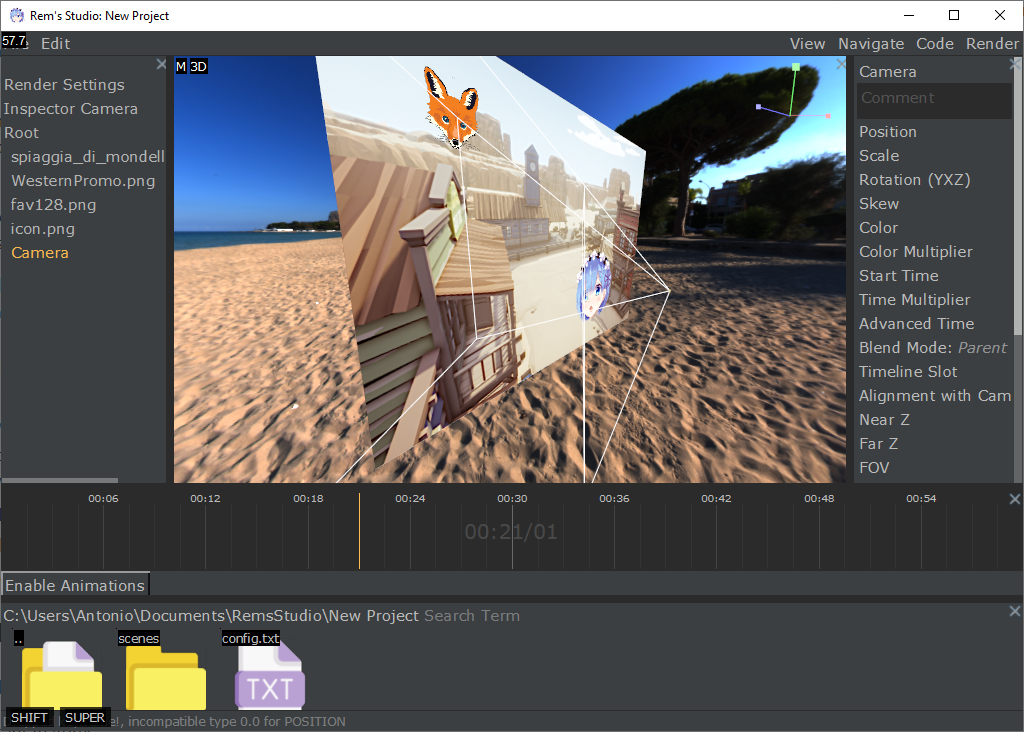 Rem's Studio: New Project
57.7
Edit
View Navigate Code Render
Render Settings
Inspector Camera
Root
spiaggia_di_mondell
WesternPromo.png
fav128.png
icon.png
Camera
M 3D
Camera
Comment
Position
Scale
Rotation (YXZ)
Skew
Color
Color Multiplier
Start Time
Time Multiplier
Advanced Time
Blend Mode: Parent
Timeline Slot
Alignment with Cam
Near Z
Far Z
FOV
00:06 00:12 00:18 00:24 00:30 00:36 00:42 00:48 00:54
00:21/01
Enable Animations
C:\Users\Antonio\Documents\RemsStudio\New Project Search Term
.. scenes config.txt
TXT
SHIFT SUPER
incompatible type 0.0 for POSITION